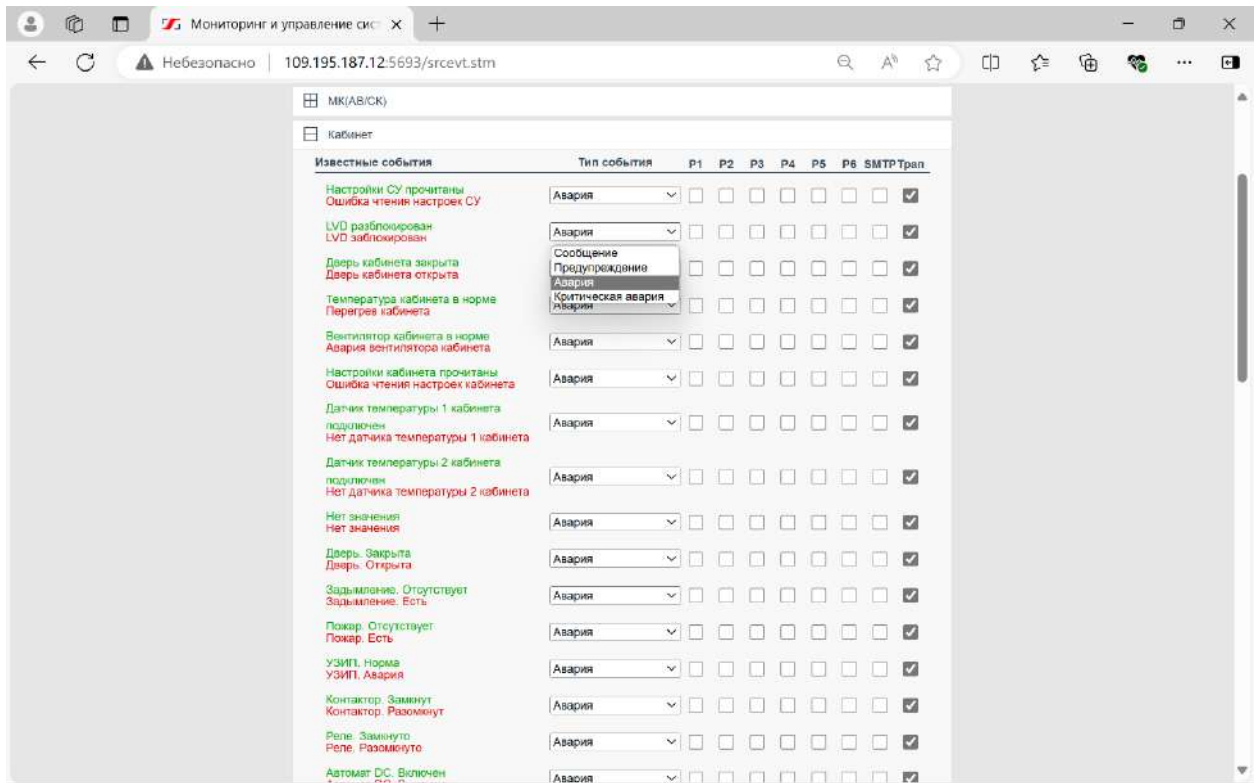 Мониторинг и управление сис
Небезопасно 109.195.187.12:5693/srcevt.stm
МК(АВ/СК)
Кабинет
Известные события Тип события P1 P2 P3 P4 P5 P6 SMTP Трап
Настройки СУ прочитаны
Ошибка чтения настроек СУ
Авария
LVD разблокирован
LVD заблокирован
Авария
Сообщение
Предупреждение
Авария
Критическая авария
Дверь кабинета закрыта
Дверь кабинета открыта
Температура кабинета в норме
Перегрев кабинета
Авария
Вентилятор кабинета в норме
Авария вентилятора кабинета
Авария
Настройки кабинета прочитаны
Ошибка чтения настроек кабинета
Авария
Датчик температуры 1 кабинета
подключен
Нет датчика температуры 1 кабинета
Авария
Датчик температуры 2 кабинета
подключен
Нет датчика температуры 2 кабинета
Авария
Нет значения
Нет значения
Авария
Дверь. Закрыта
Дверь. Открыта
Авария
Задымление. Отсутствует
Задымление. Есть
Авария
Пожар. Отсутствует
Пожар. Есть
Авария
УЗИП. Норма
УЗИП. Авария
Авария
Контактор. Замкнут
Контактор. Разомкнут
Авария
Реле. Замкнуто
Реле. Разомкнуто
Авария
Автомат DC. Включен
Авария